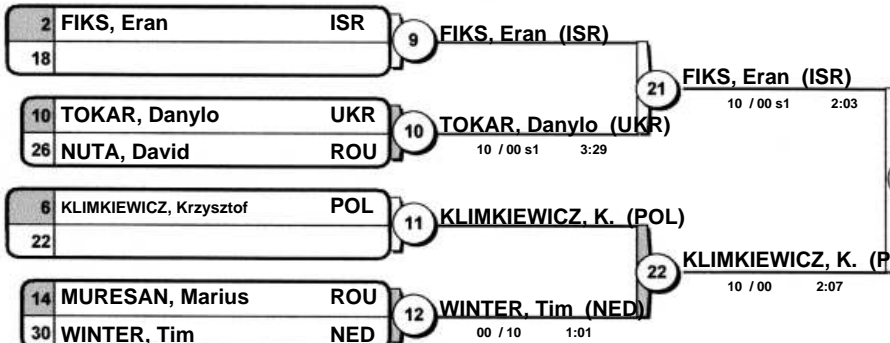 2 FIKS, Eran ISR
18
9 FIKS, Eran (ISR)
10 TOKAR, Danylo UKR
26 NUTA, David ROU
10 TOKAR, Danylo (UKR)
10 / 00 s1 3:29
21 FIKS, Eran (ISR)
10 / 00 s1 2:03
6 KLIMKIEWICZ, Krzysztof POL
22
11 KLIMKIEWICZ, K. (POL)
14 MURESAN, Marius ROU
30 WINTER, Tim NED
12 WINTER, Tim (NED)
00 / 10 1:01
22 KLIMKIEWICZ, K. (P
10 / 00 2:07